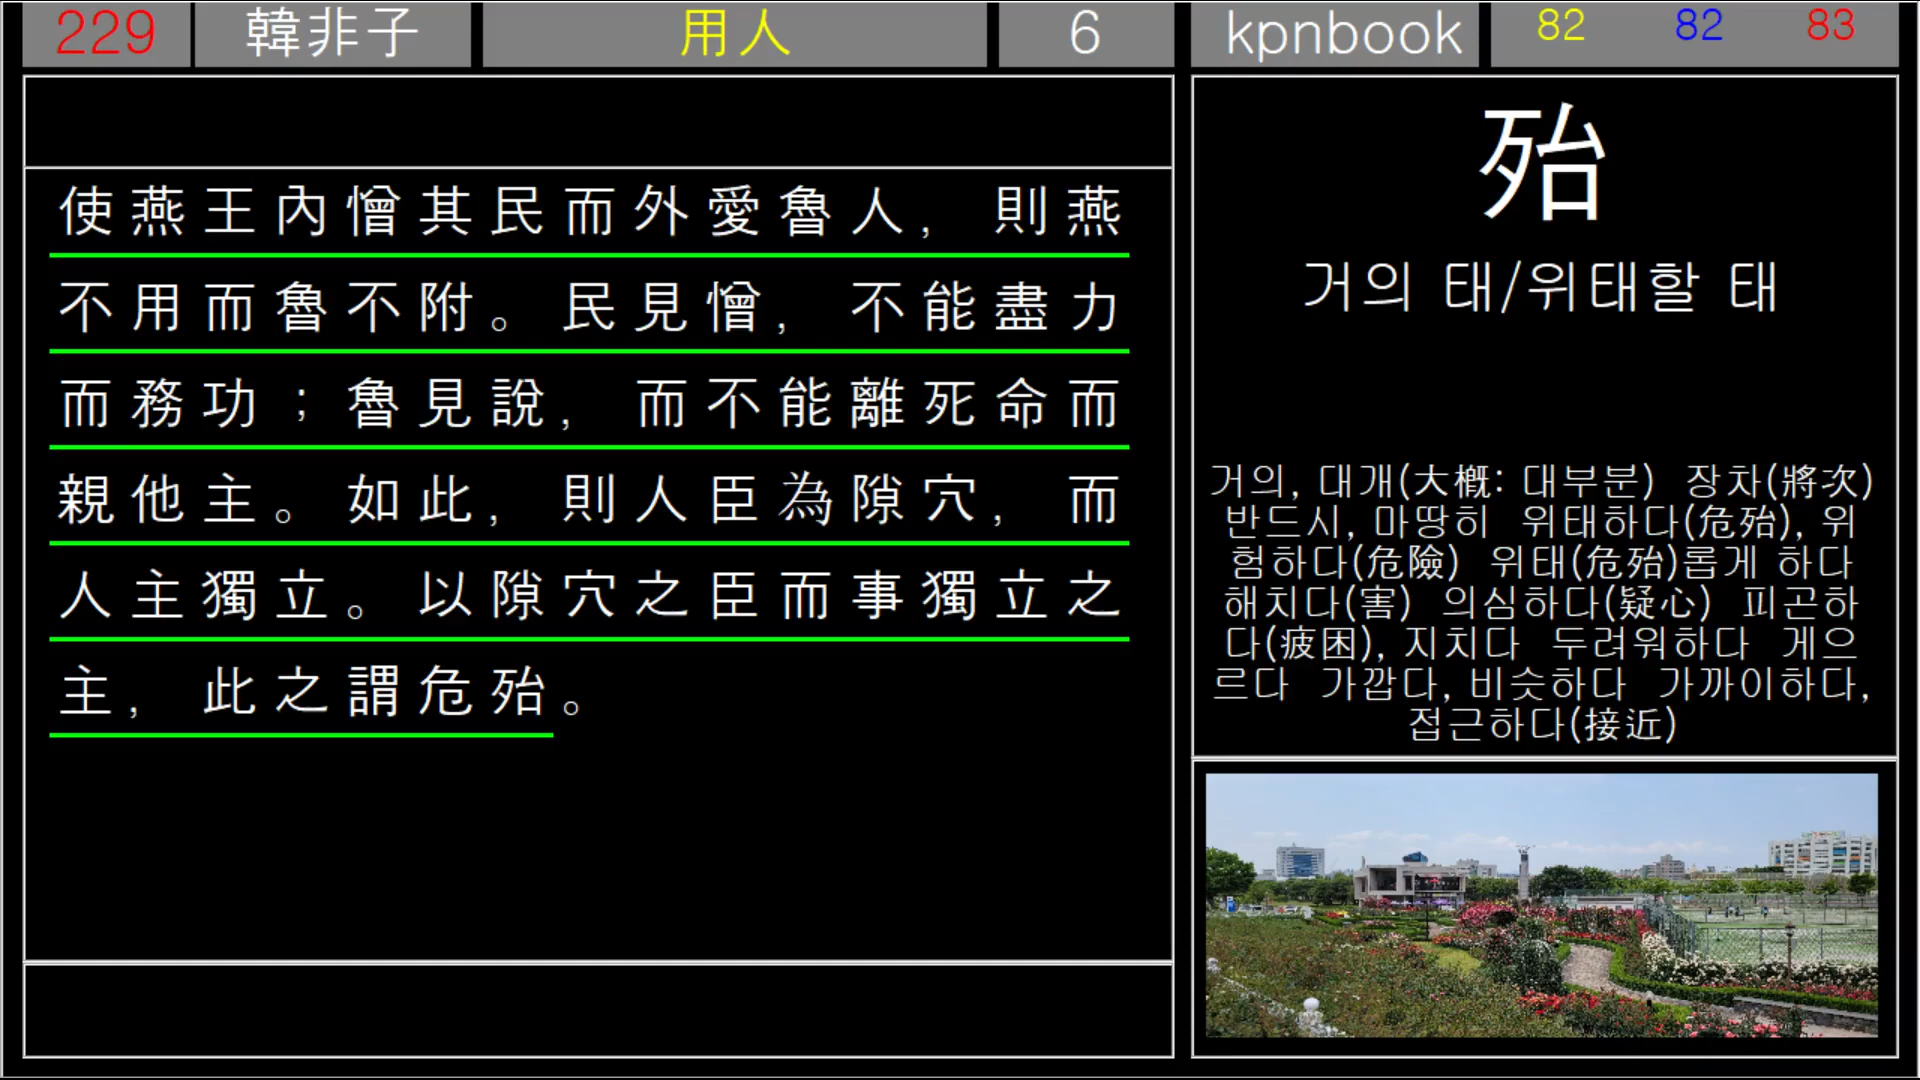 229 韓非子 用人 6 kpnbook 82 82 83
使燕王內憎其民而外愛魯人, 則燕
不用而魯不附。民見憎, 不能盡力
而務功；魯見說, 而不能離死命而
親他主。如此, 則人臣為隙穴, 而
人主獨立。以隙穴之臣而事獨立之
主, 此之謂危殆。
殆
거의 태/위태할 태
거의, 대개(大槪: 대부분) 장차(將次)
반드시, 마땅히 위태하다(危殆), 위
험하다(危險) 위태(危殆)롭게 하다
해치다(害) 의심하다(疑心) 피곤하
다(疲困), 지치다 두려워하다 게으
르다 가깝다, 비슷하다 가까이하다,
접근하다(接近)